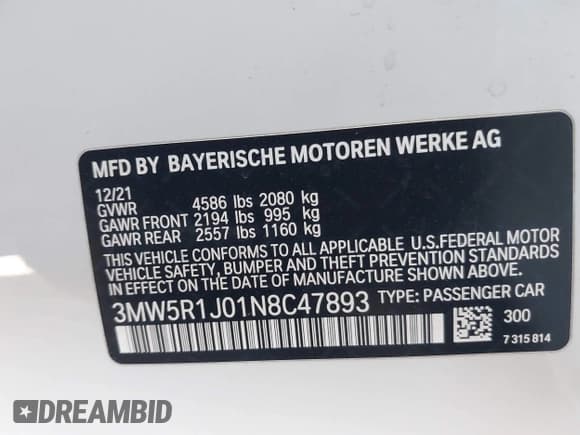 MFD BY BAYERISCHE MOTOREN WERKE AG
12/21
GVWR 4586 lbs 2080 kg
GAWR FRONT 2194 lbs 995 kg
GAWR REAR 2557 lbs 1160 kg
THIS VEHICLE CONFORMS TO ALL APPLICABLE U.S.FEDERAL MOTOR
VEHICLE SAFETY, BUMPER, AND THEFT PREVENTION STANDARDS
IN EFFECT ON THE DATE OF MANUFACTURE SHOWN ABOVE.
3MW5R1J01N8C47893 TYPE: PASSENGER CAR
300
7 315 814
DREAMBID